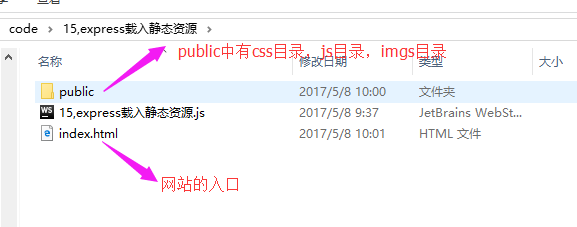 查看
code › 15,express载入静态资源 ›
public中有css目录，js目录，imgs目录
名称 修改日期 类型 大小
public 2017/5/8 10:00 文件夹
15,express载入静态资源.js 2017/5/8 9:37 JetBrains WebSt...
index.html 2017/5/8 10:01 HTML 文件
网站的入口